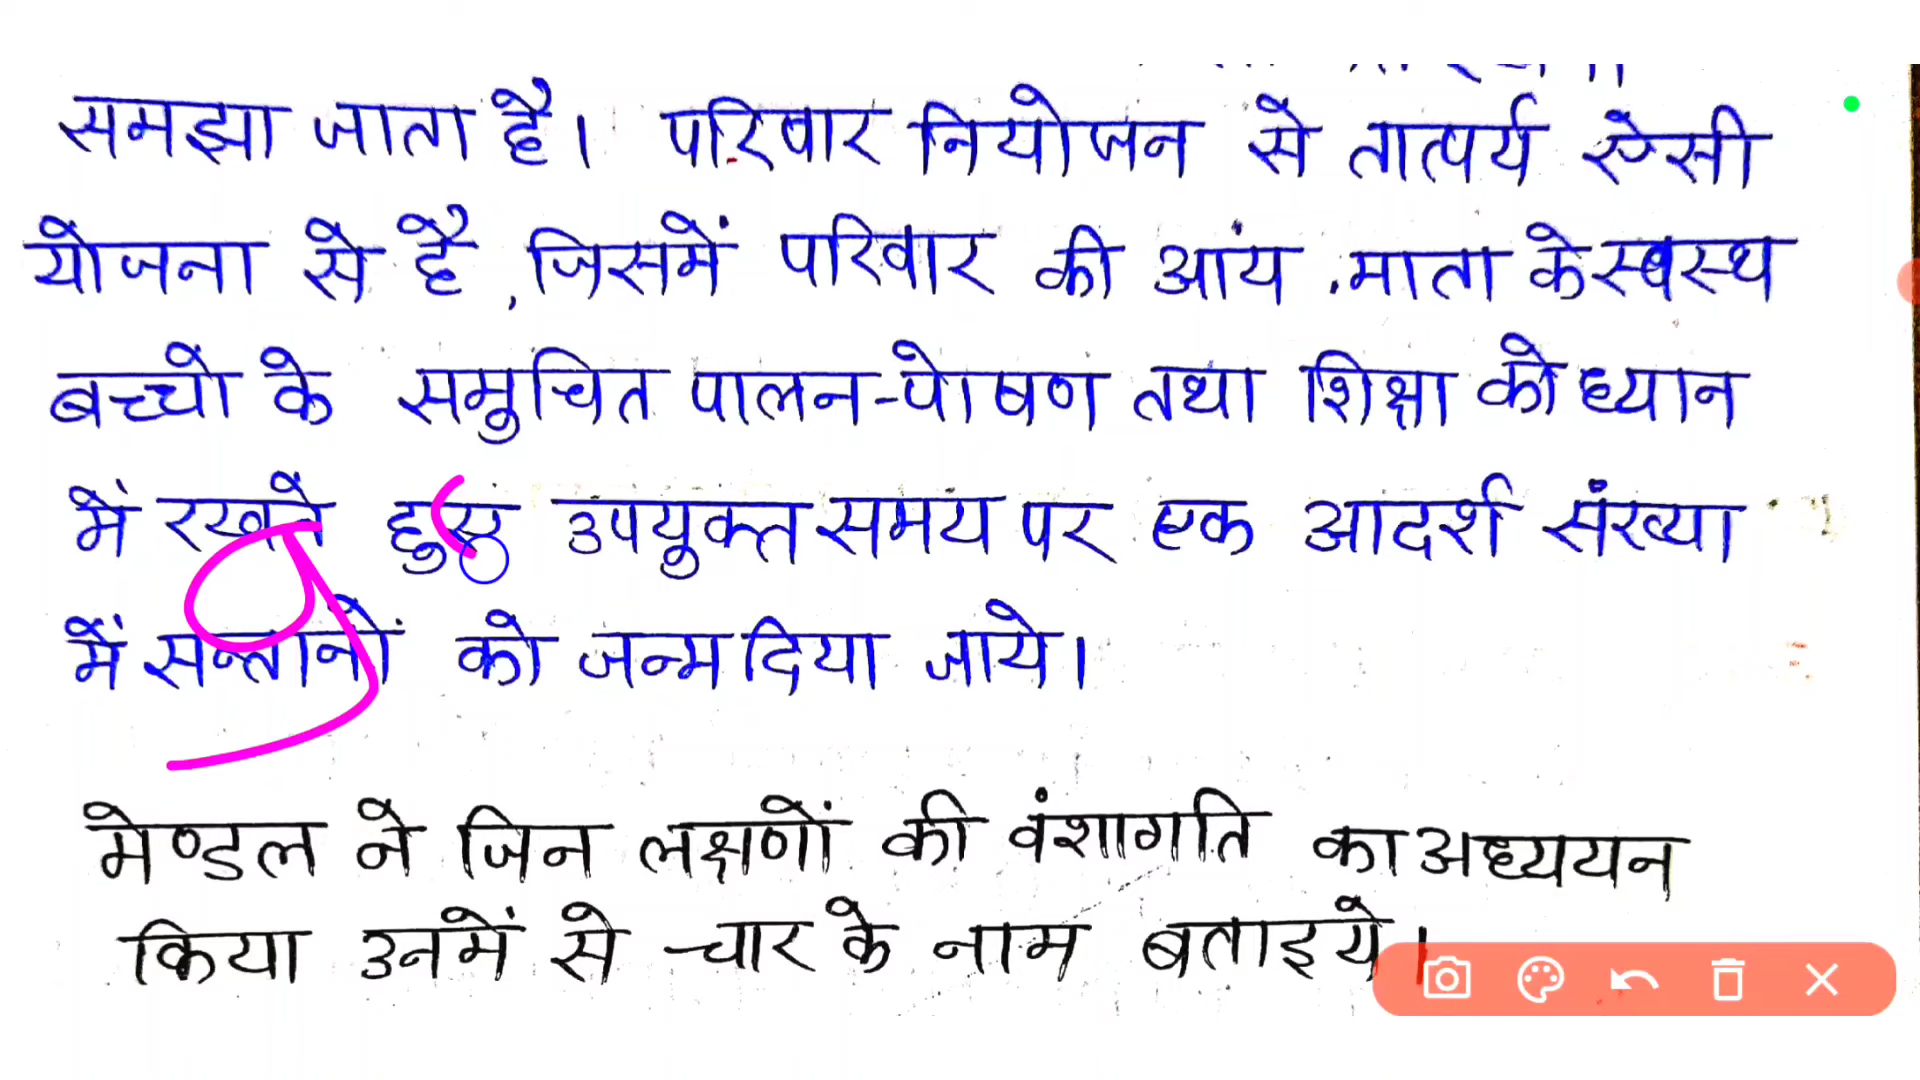 समझा जाता है। परिवार नियोजन से तात्पर्य ऐसी
योजना से है, जिसमें परिवार की आंय .माता के स्वस्थ
बच्चो के समुचित पालन-पोषण तथा शिक्षा को ध्यान
में रखते हुए उपयुक्त समय पर एक आदर्श संख्या
में सन्तानों को जन्म दिया जाये।
मेण्डल ने जिन लक्षणों की वंशागति का अध्ययन
किया उनमें से चार के नाम बताइये।